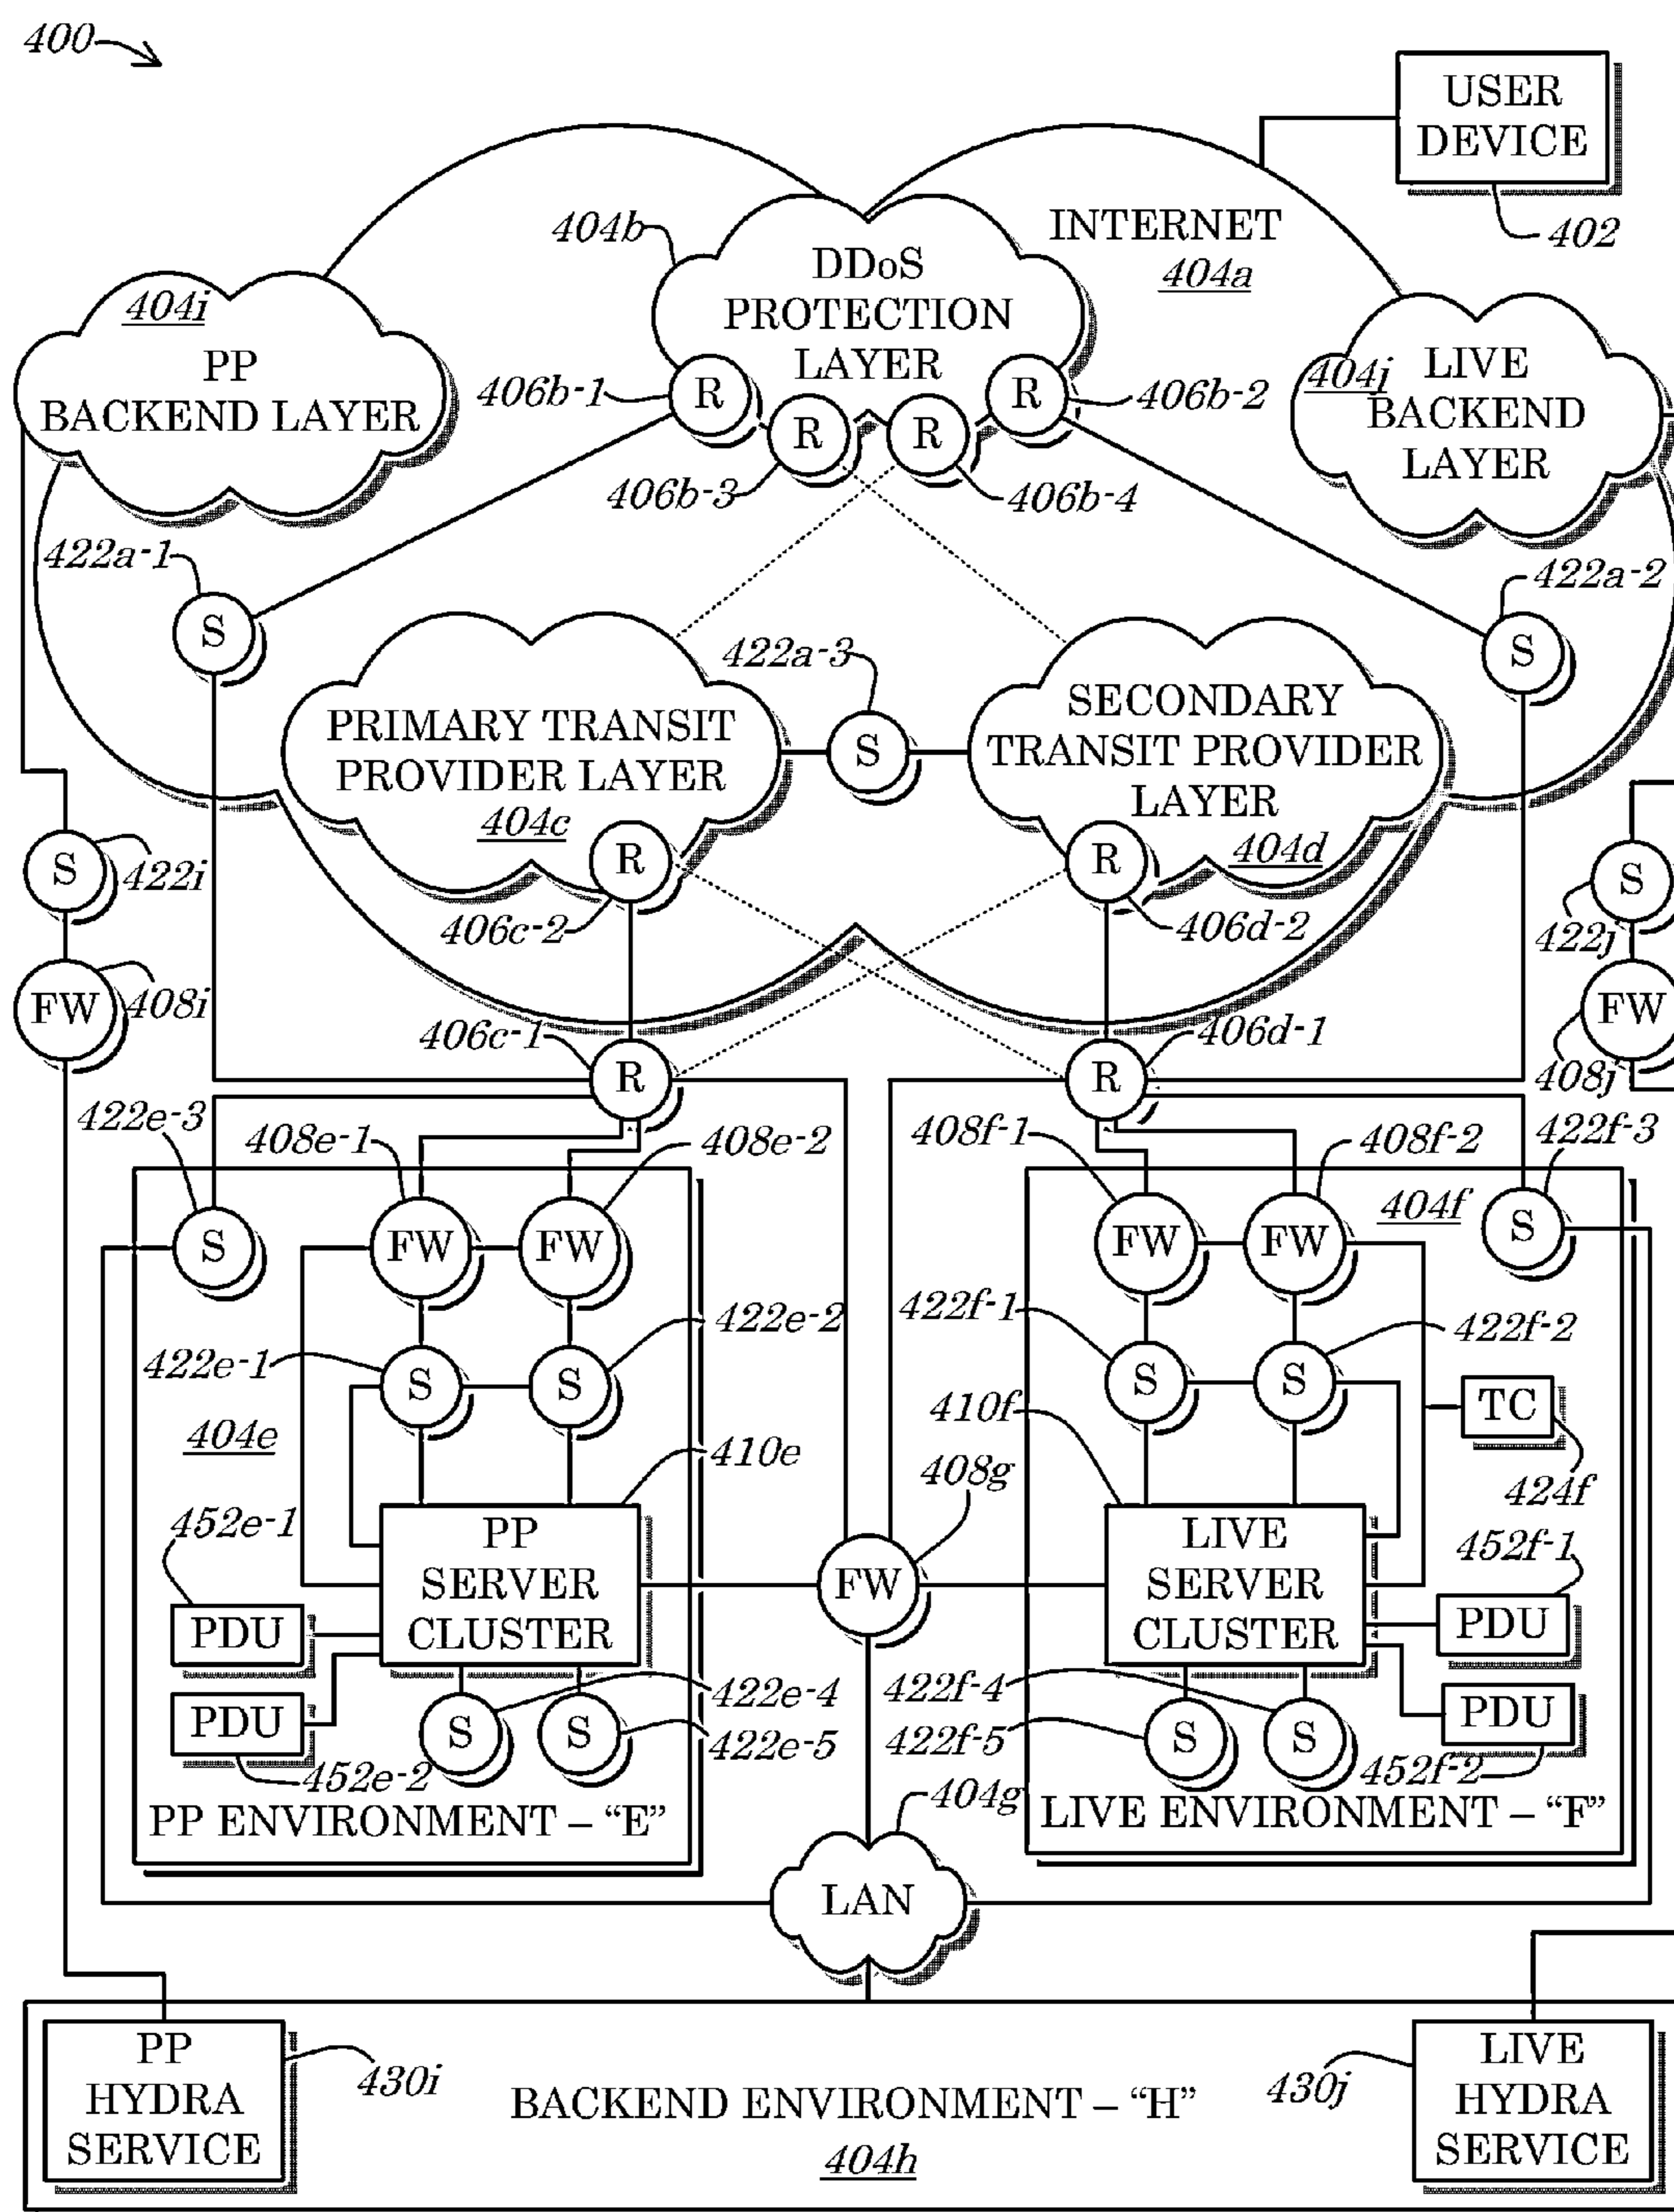 400
USER
DEVICE
402
404b
INTERNET
404a
DDoS
PROTECTION
LAYER
404i
PP
BACKEND LAYER
404j
LIVE
BACKEND
LAYER
406b-1
R
R
406b-2
R
R
406b-3
406b-4
422a-1
422a-2
S
S
422a-3
S
PRIMARY TRANSIT
PROVIDER LAYER
404c
SECONDARY
TRANSIT PROVIDER
LAYER
404d
R
R
406c-2
406d-2
S
422i
S
422j
FW
408i
FW
408j
406c-1
406d-1
R
R
422e-3
408e-1
408e-2
408f-1
408f-2
422f-3
404f
S
FW
FW
FW
FW
S
422e-1
422e-2
422f-1
422f-2
S
S
S
S
404e
410e
410f
408g
TC
424f
452e-1
PP
SERVER
CLUSTER
FW
LIVE
SERVER
CLUSTER
452f-1
PDU
PDU
PDU
PDU
452e-2
422e-4
422e-5
S
S
422f-4
422f-5
S
S
452f-2
PP ENVIRONMENT – “E”
404g
LIVE ENVIRONMENT – “F”
LAN
PP
HYDRA
SERVICE
430i
BACKEND ENVIRONMENT – “H”
404h
430j
LIVE
HYDRA
SERVICE